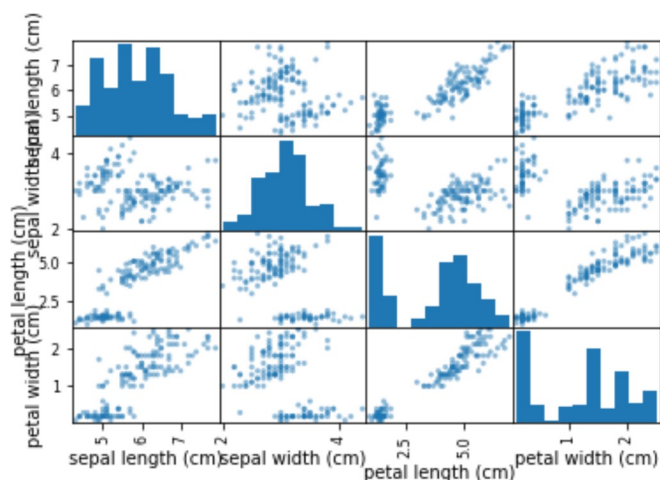 sepal length (cm)
7
6
5
sepal width (cm)
4
2
petal length (cm)
5.0
2.5
petal width (cm)
2
1
5 6 7 2 4 2.5 5.0 1 2
sepal length (cm) sepal width (cm) petal length (cm) petal width (cm)